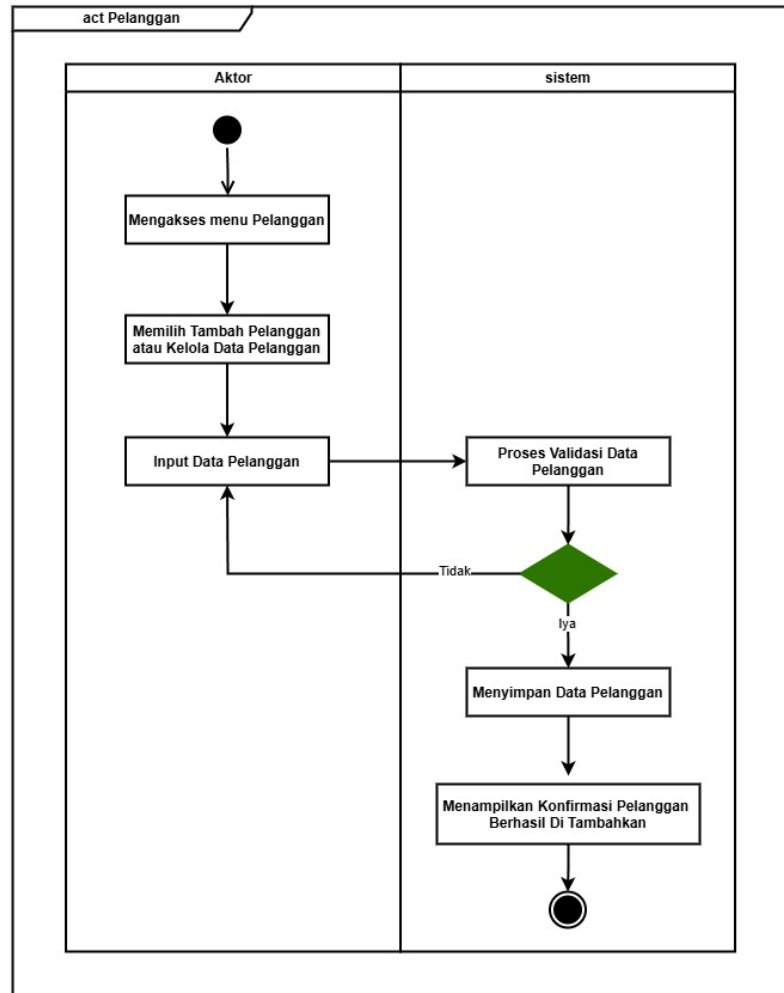 act Pelanggan
Aktor
sistem
Mengakses menu Pelanggan
Memilih Tambah Pelanggan
atau Kelola Data Pelanggan
Input Data Pelanggan
Proses Validasi Data
Pelanggan
Tidak
Iya
Menyimpan Data Pelanggan
Menampilkan Konfirmasi Pelanggan
Berhasil Di Tambahkan